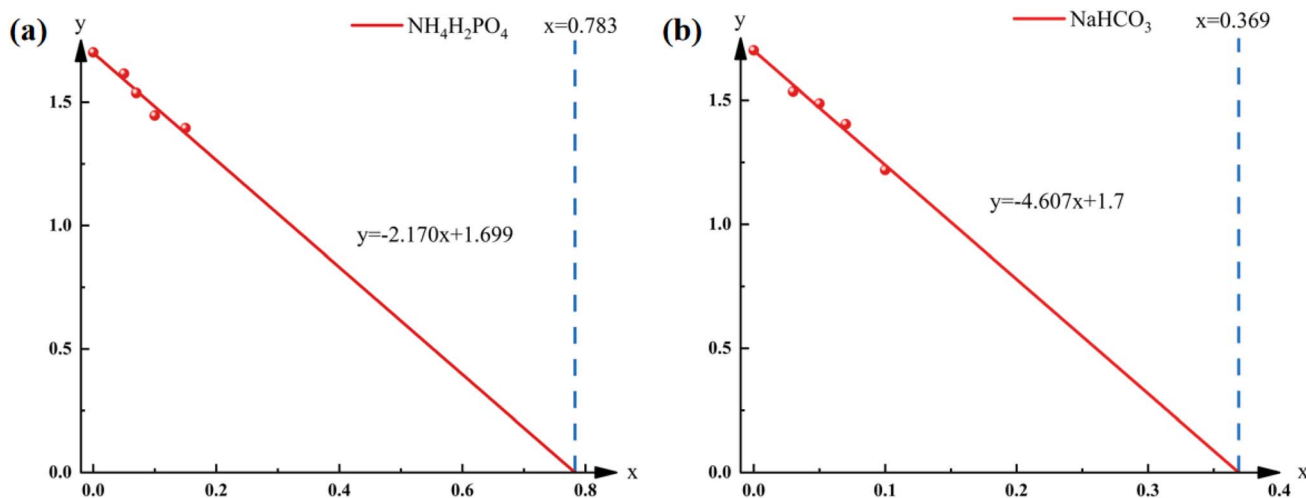 (a)
y
NH₄H₂PO₄
x=0.783
1.5
1.0
0.5
0.0
y=-2.170x+1.699
x
0.0 0.2 0.4 0.6 0.8
(b)
y
NaHCO₃
x=0.369
1.5
1.0
0.5
0.0
y=-4.607x+1.7
x
0.0 0.1 0.2 0.3 0.4